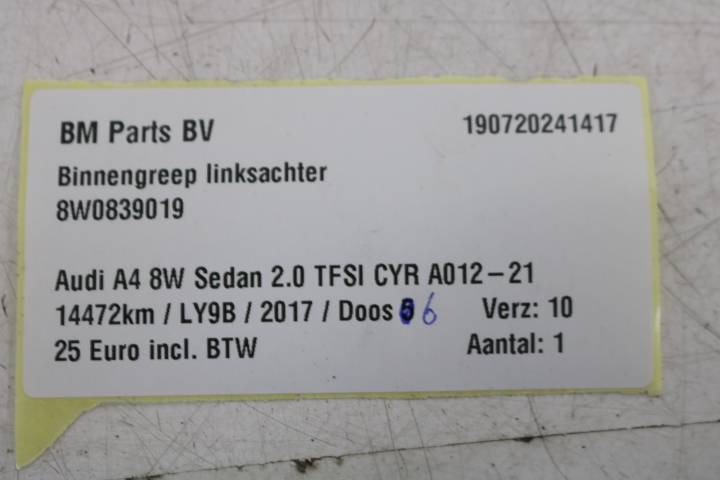 BM Parts BV 190720241417
Binnengreep linksachter
8W0839019
Audi A4 8W Sedan 2.0 TFSI CYR A012-21
14472km / LY9B / 2017 / Doos 6 Verz: 10
25 Euro incl. BTW Aantal: 1